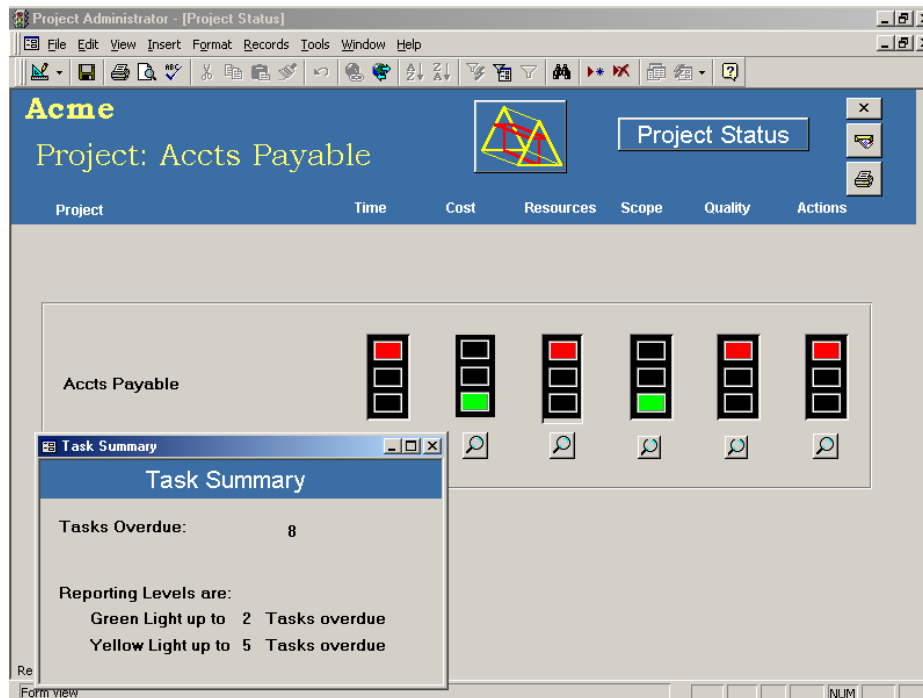 Project Administrator - [Project Status]
File Edit View Insert Format Records Tools Window Help
ABC
Acme
Project: Accts Payable
Project Status
Project Time Cost Resources Scope Quality Actions
Accts Payable
Task Summary
Task Summary
Tasks Overdue: 8
Reporting Levels are:
Green Light up to 2 Tasks overdue
Yellow Light up to 5 Tasks overdue
Re
Form View NUM